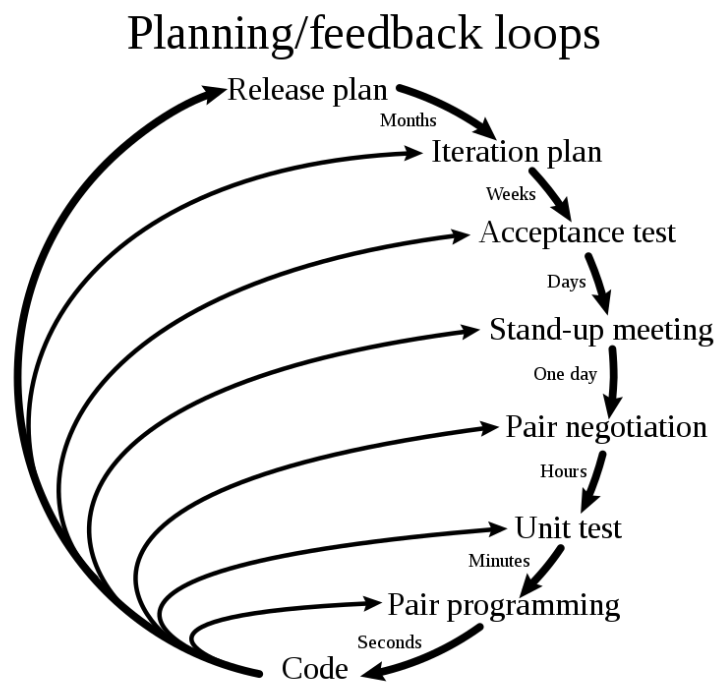 Planning/feedback loops
Release plan
Months
Iteration plan
Weeks
Acceptance test
Days
Stand-up meeting
One day
Pair negotiation
Hours
Unit test
Minutes
Pair programming
Seconds
Code